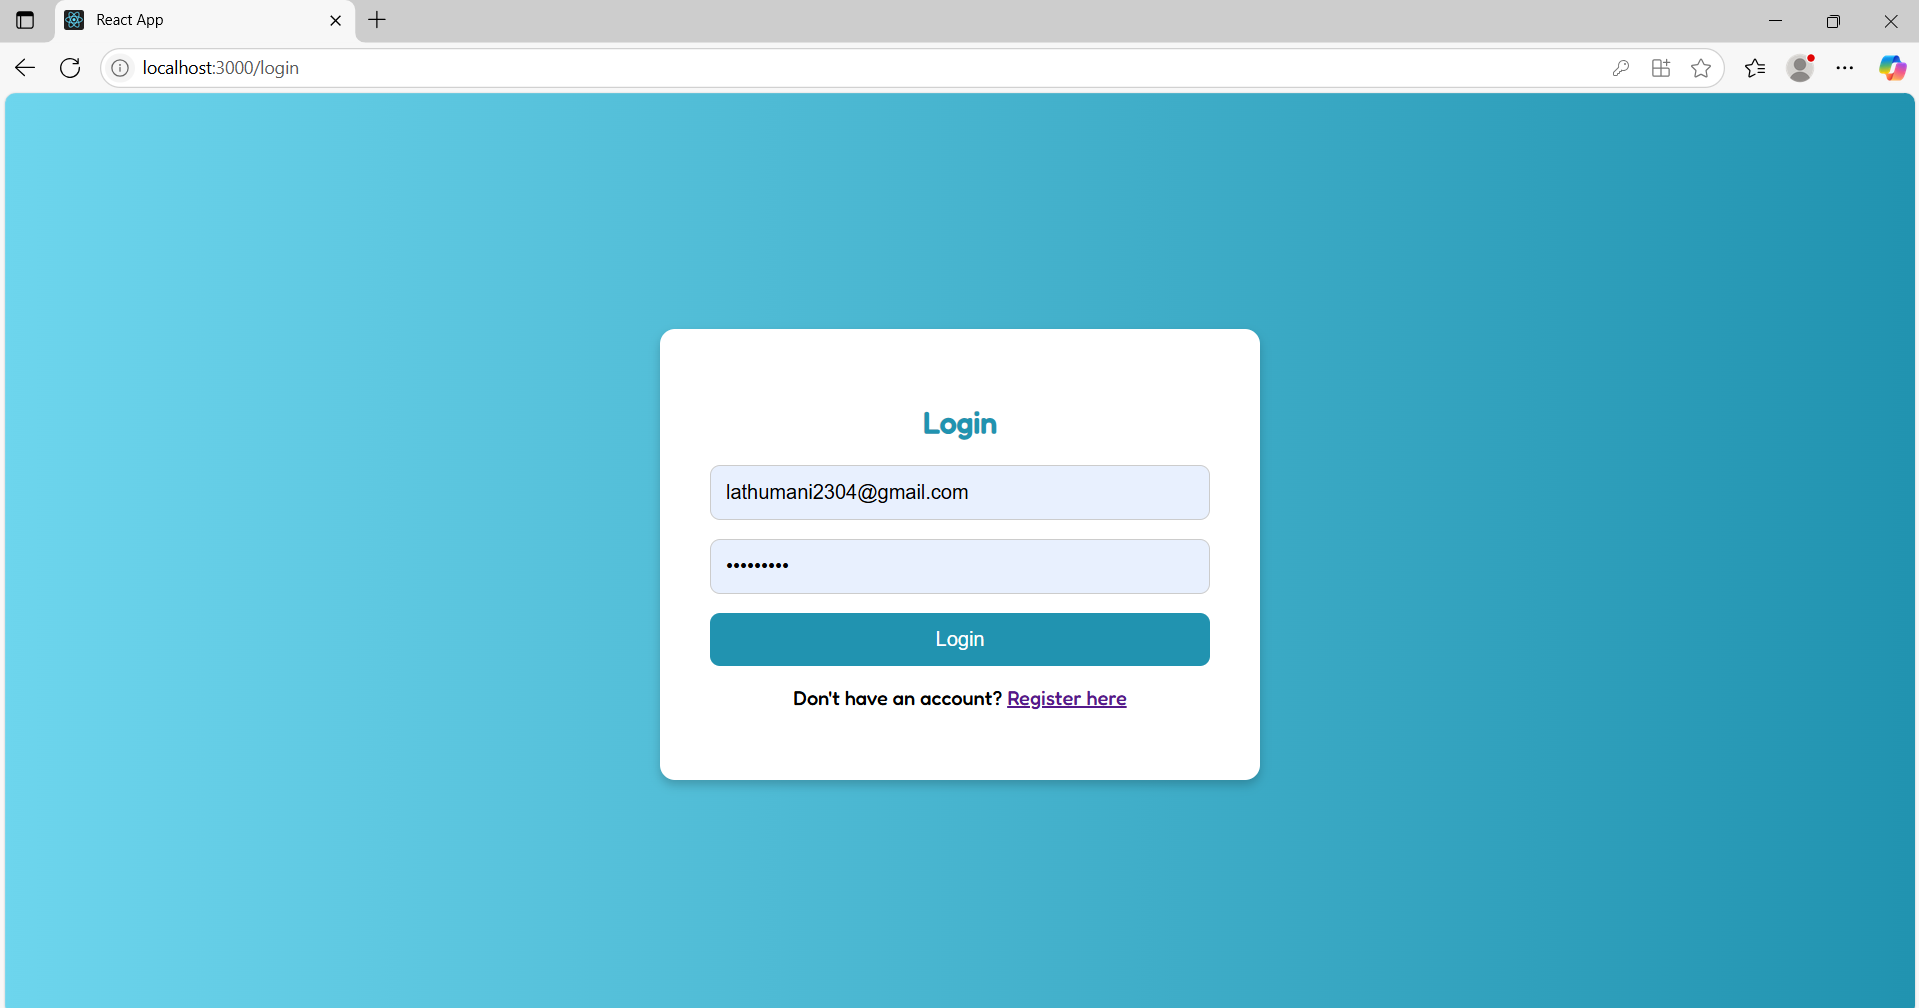 React App
localhost:3000/login
Login
lathumani2304@gmail.com
•••••••••
Login
Don't have an account? Register here